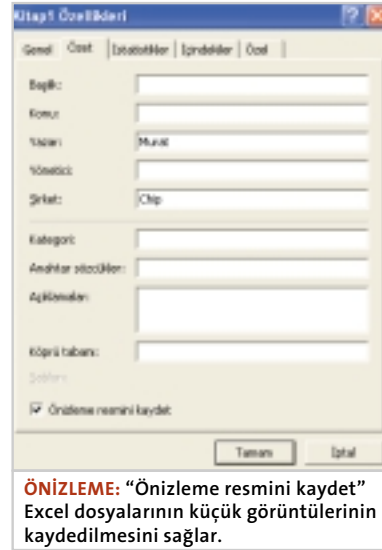 Kitap1 Özellikleri
Genel Özet İstatistikler İçindekiler Özel
Başlık:
Konu:
Yazar: Murat
Yönetici:
Şirket: Chip
Kategori:
Anahtar sözcükler:
Açıklamalar:
Köprü tabanı:
Şablon:
Önizleme resmini kaydet
Tamam İptal
ÖNİZLEME: “Önizleme resmini kaydet”
Excel dosyalarının küçük görüntülerinin
kaydedilmesini sağlar.